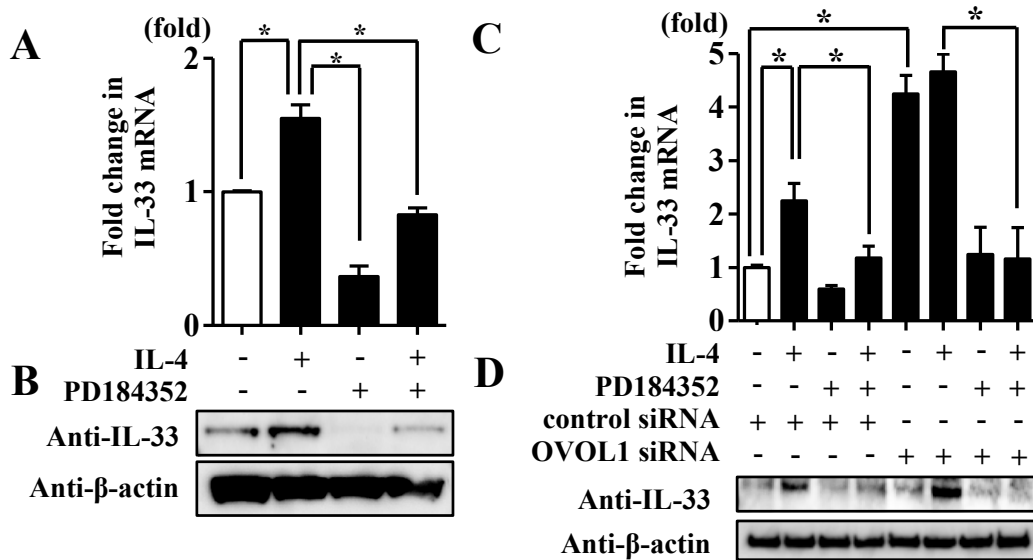 A
(fold)
Fold change in
IL-33 mRNA
2
1
0
* * *
IL-4 - + - +
PD184352 - - + +
B
Anti-IL-33
Anti-β-actin
C
(fold)
Fold change in
IL-33 mRNA
5
4
3
2
1
0
* * * *
IL-4 - + - + - + - +
D
PD184352 - - + + - - + +
control siRNA + + + + - - - -
OVOL1 siRNA - - - - + + + +
Anti-IL-33
Anti-β-actin